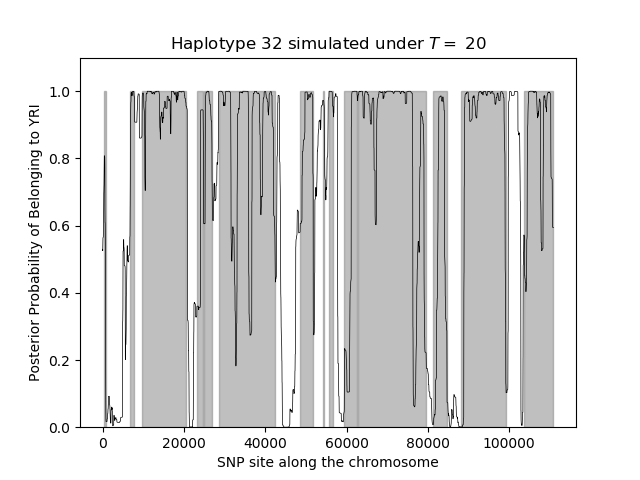 Haplotype 32 simulated under T = 20
Posterior Probability of Belonging to YRI
1.0
0.8
0.6
0.4
0.2
0.0
0 20000 40000 60000 80000 100000
SNP site along the chromosome